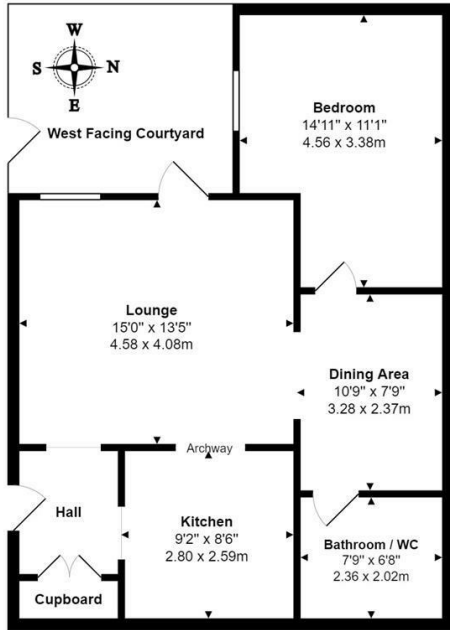 W
S N
E
West Facing Courtyard
Bedroom
14'11" x 11'1"
4.56 x 3.38m
Lounge
15'0" x 13'5"
4.58 x 4.08m
Dining Area
10'9" x 7'9"
3.28 x 2.37m
Archway
Hall
Kitchen
9'2" x 8'6"
2.80 x 2.59m
Bathroom / WC
7'9" x 6'8"
2.36 x 2.02m
Cupboard